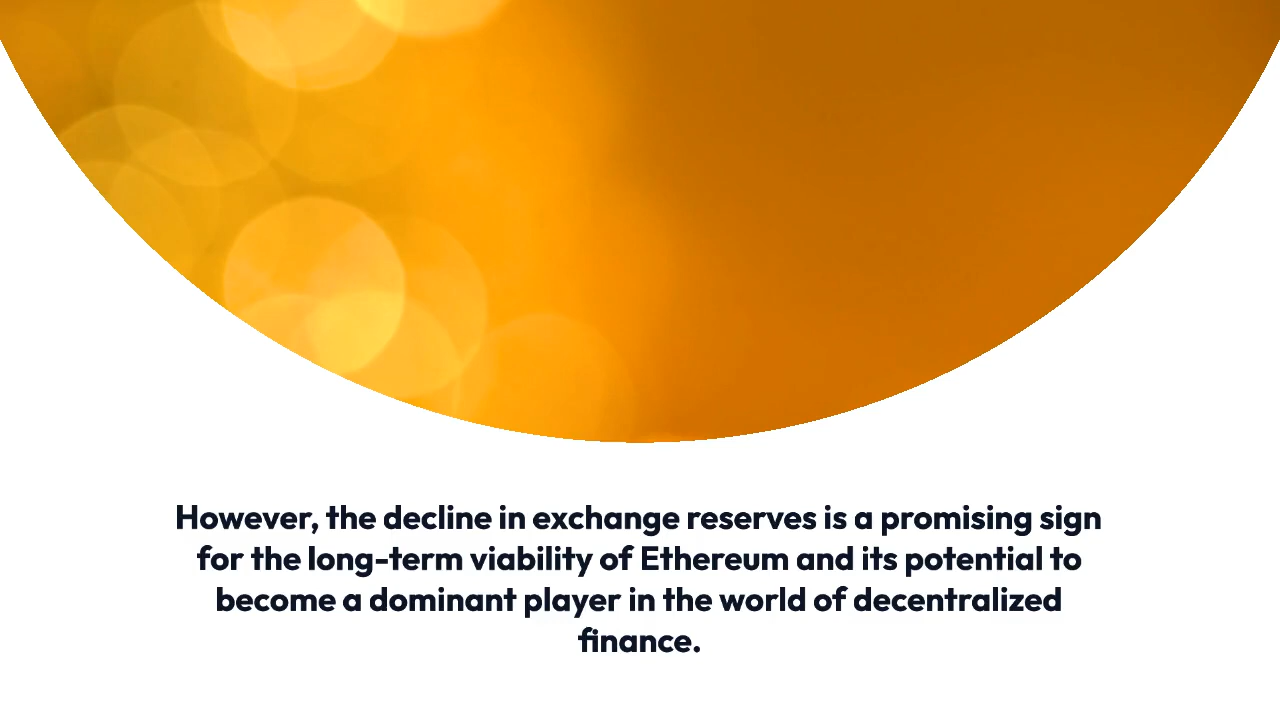 However, the decline in exchange reserves is a promising sign
for the long-term viability of Ethereum and its potential to
become a dominant player in the world of decentralized
finance.